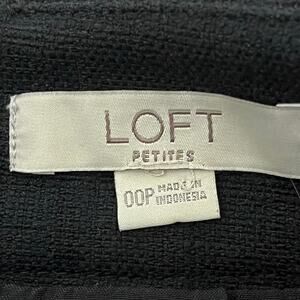 LOFT
PETITES
00P MADE IN
INDONESIA